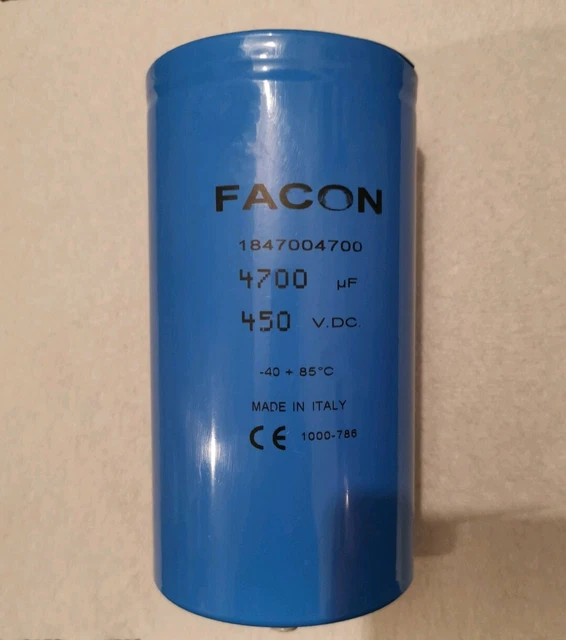 FACON
1847004700
4700 µF
450 V.DC.
-40 + 85°C
MADE IN ITALY
CE 1000-786